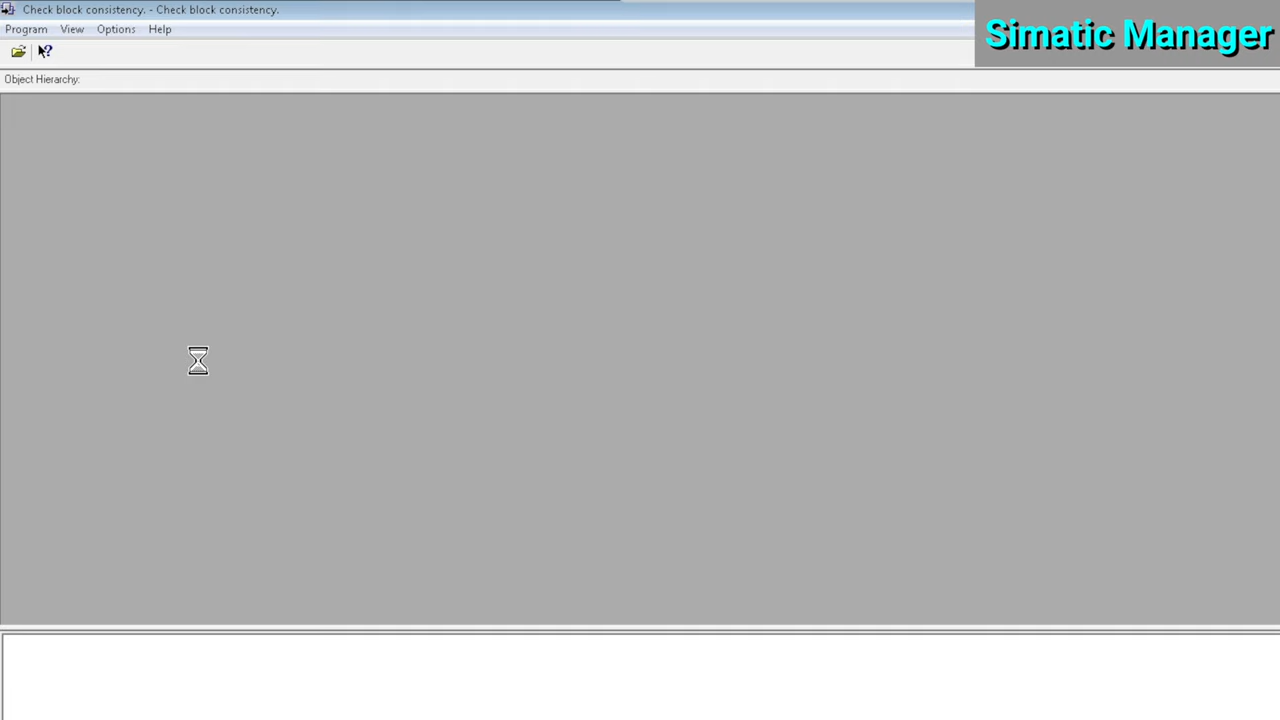 Check block consistency. - Check block consistency.
Simatic Manager
Program View Options Help
Object Hierarchy: